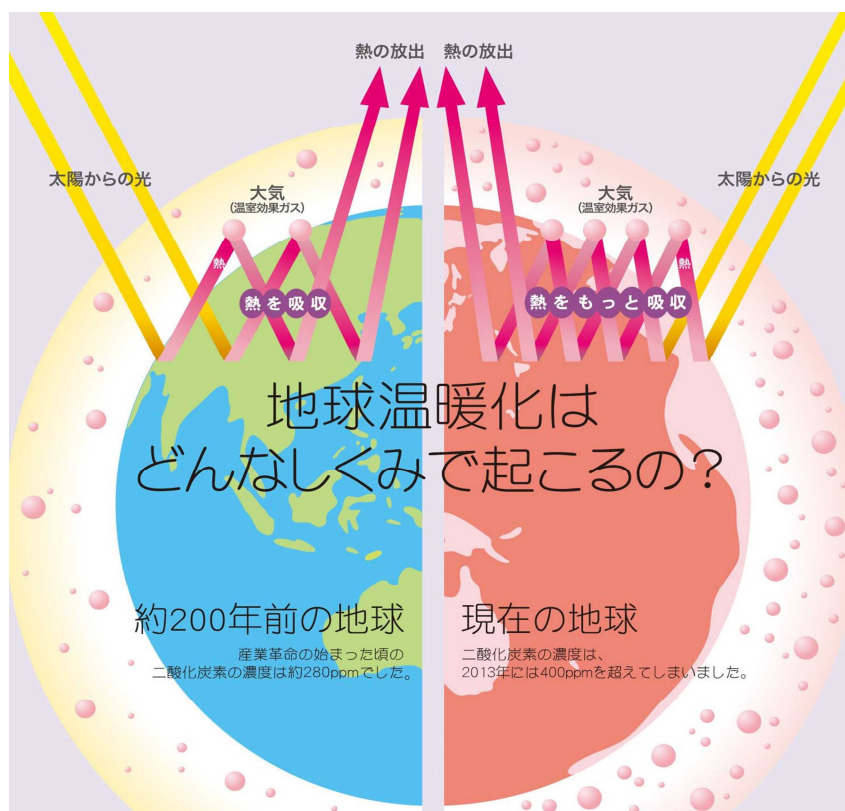 熱の放出 熱の放出
太陽からの光
大気
(温室効果ガス)
大気
(温室効果ガス)
太陽からの光
熱
熱
熱を吸収
熱をもっと吸収
地球温暖化は
どんなしくみで起こるの?
約200年前の地球
産業革命の始まった頃の
二酸化炭素の濃度は約280ppmでした。
現在の地球
二酸化炭素の濃度は、
2013年には400ppmを超えてしまいました。